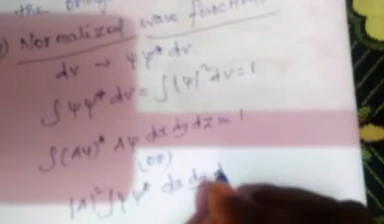 the
) Normalized wave function
dv → ψψ* dv
∫ψψ* dv = ∫|ψ|² dv = 1
∫(Aψ)* Aψ dx dy dz = 1
(or)
|A|² ∫ψψ* dx dy d